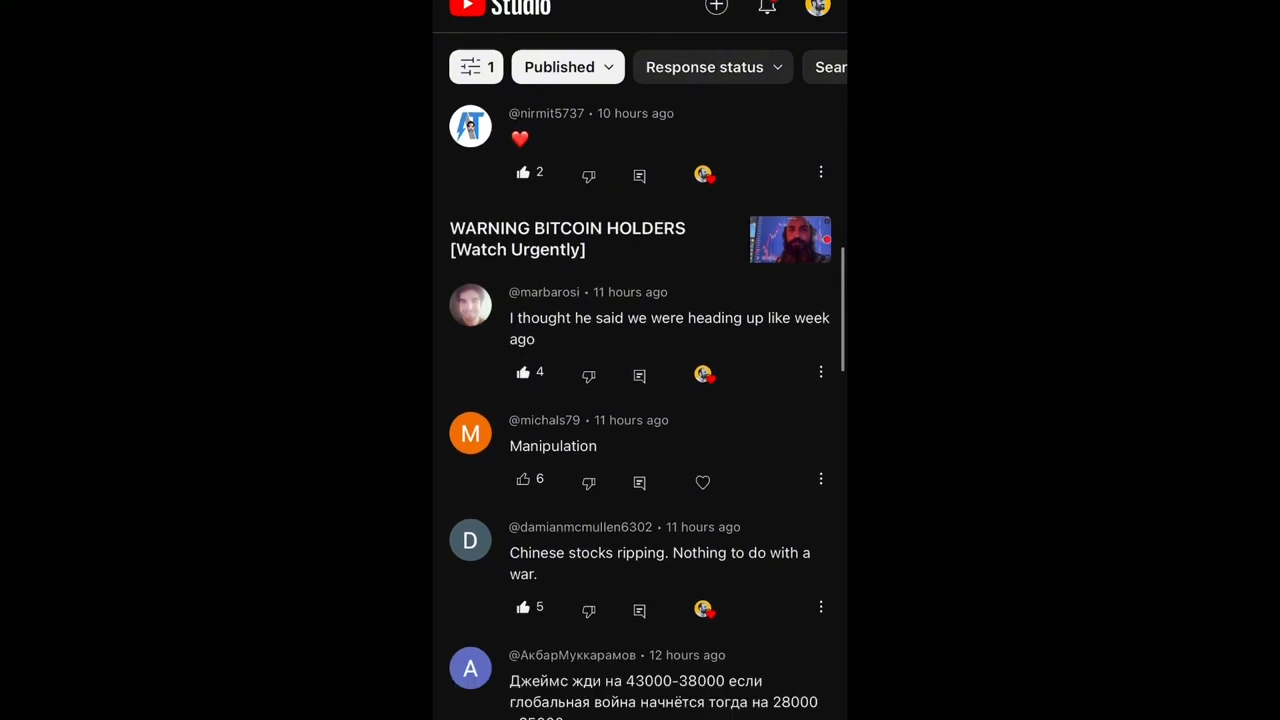 Studio
1
Published
Response status
Sear
@nirmit5737 • 10 hours ago
❤️
2
WARNING BITCOIN HOLDERS
[Watch Urgently]
@marbarosi • 11 hours ago
I thought he said we were heading up like week
ago
4
M
@michals79 • 11 hours ago
Manipulation
6
D
@damianmcmullen6302 • 11 hours ago
Chinese stocks ripping. Nothing to do with a
war.
5
A
@АкбарМуккарамов • 12 hours ago
Джеймс жди на 43000-38000 если
глобальная война начнётся тогда на 28000